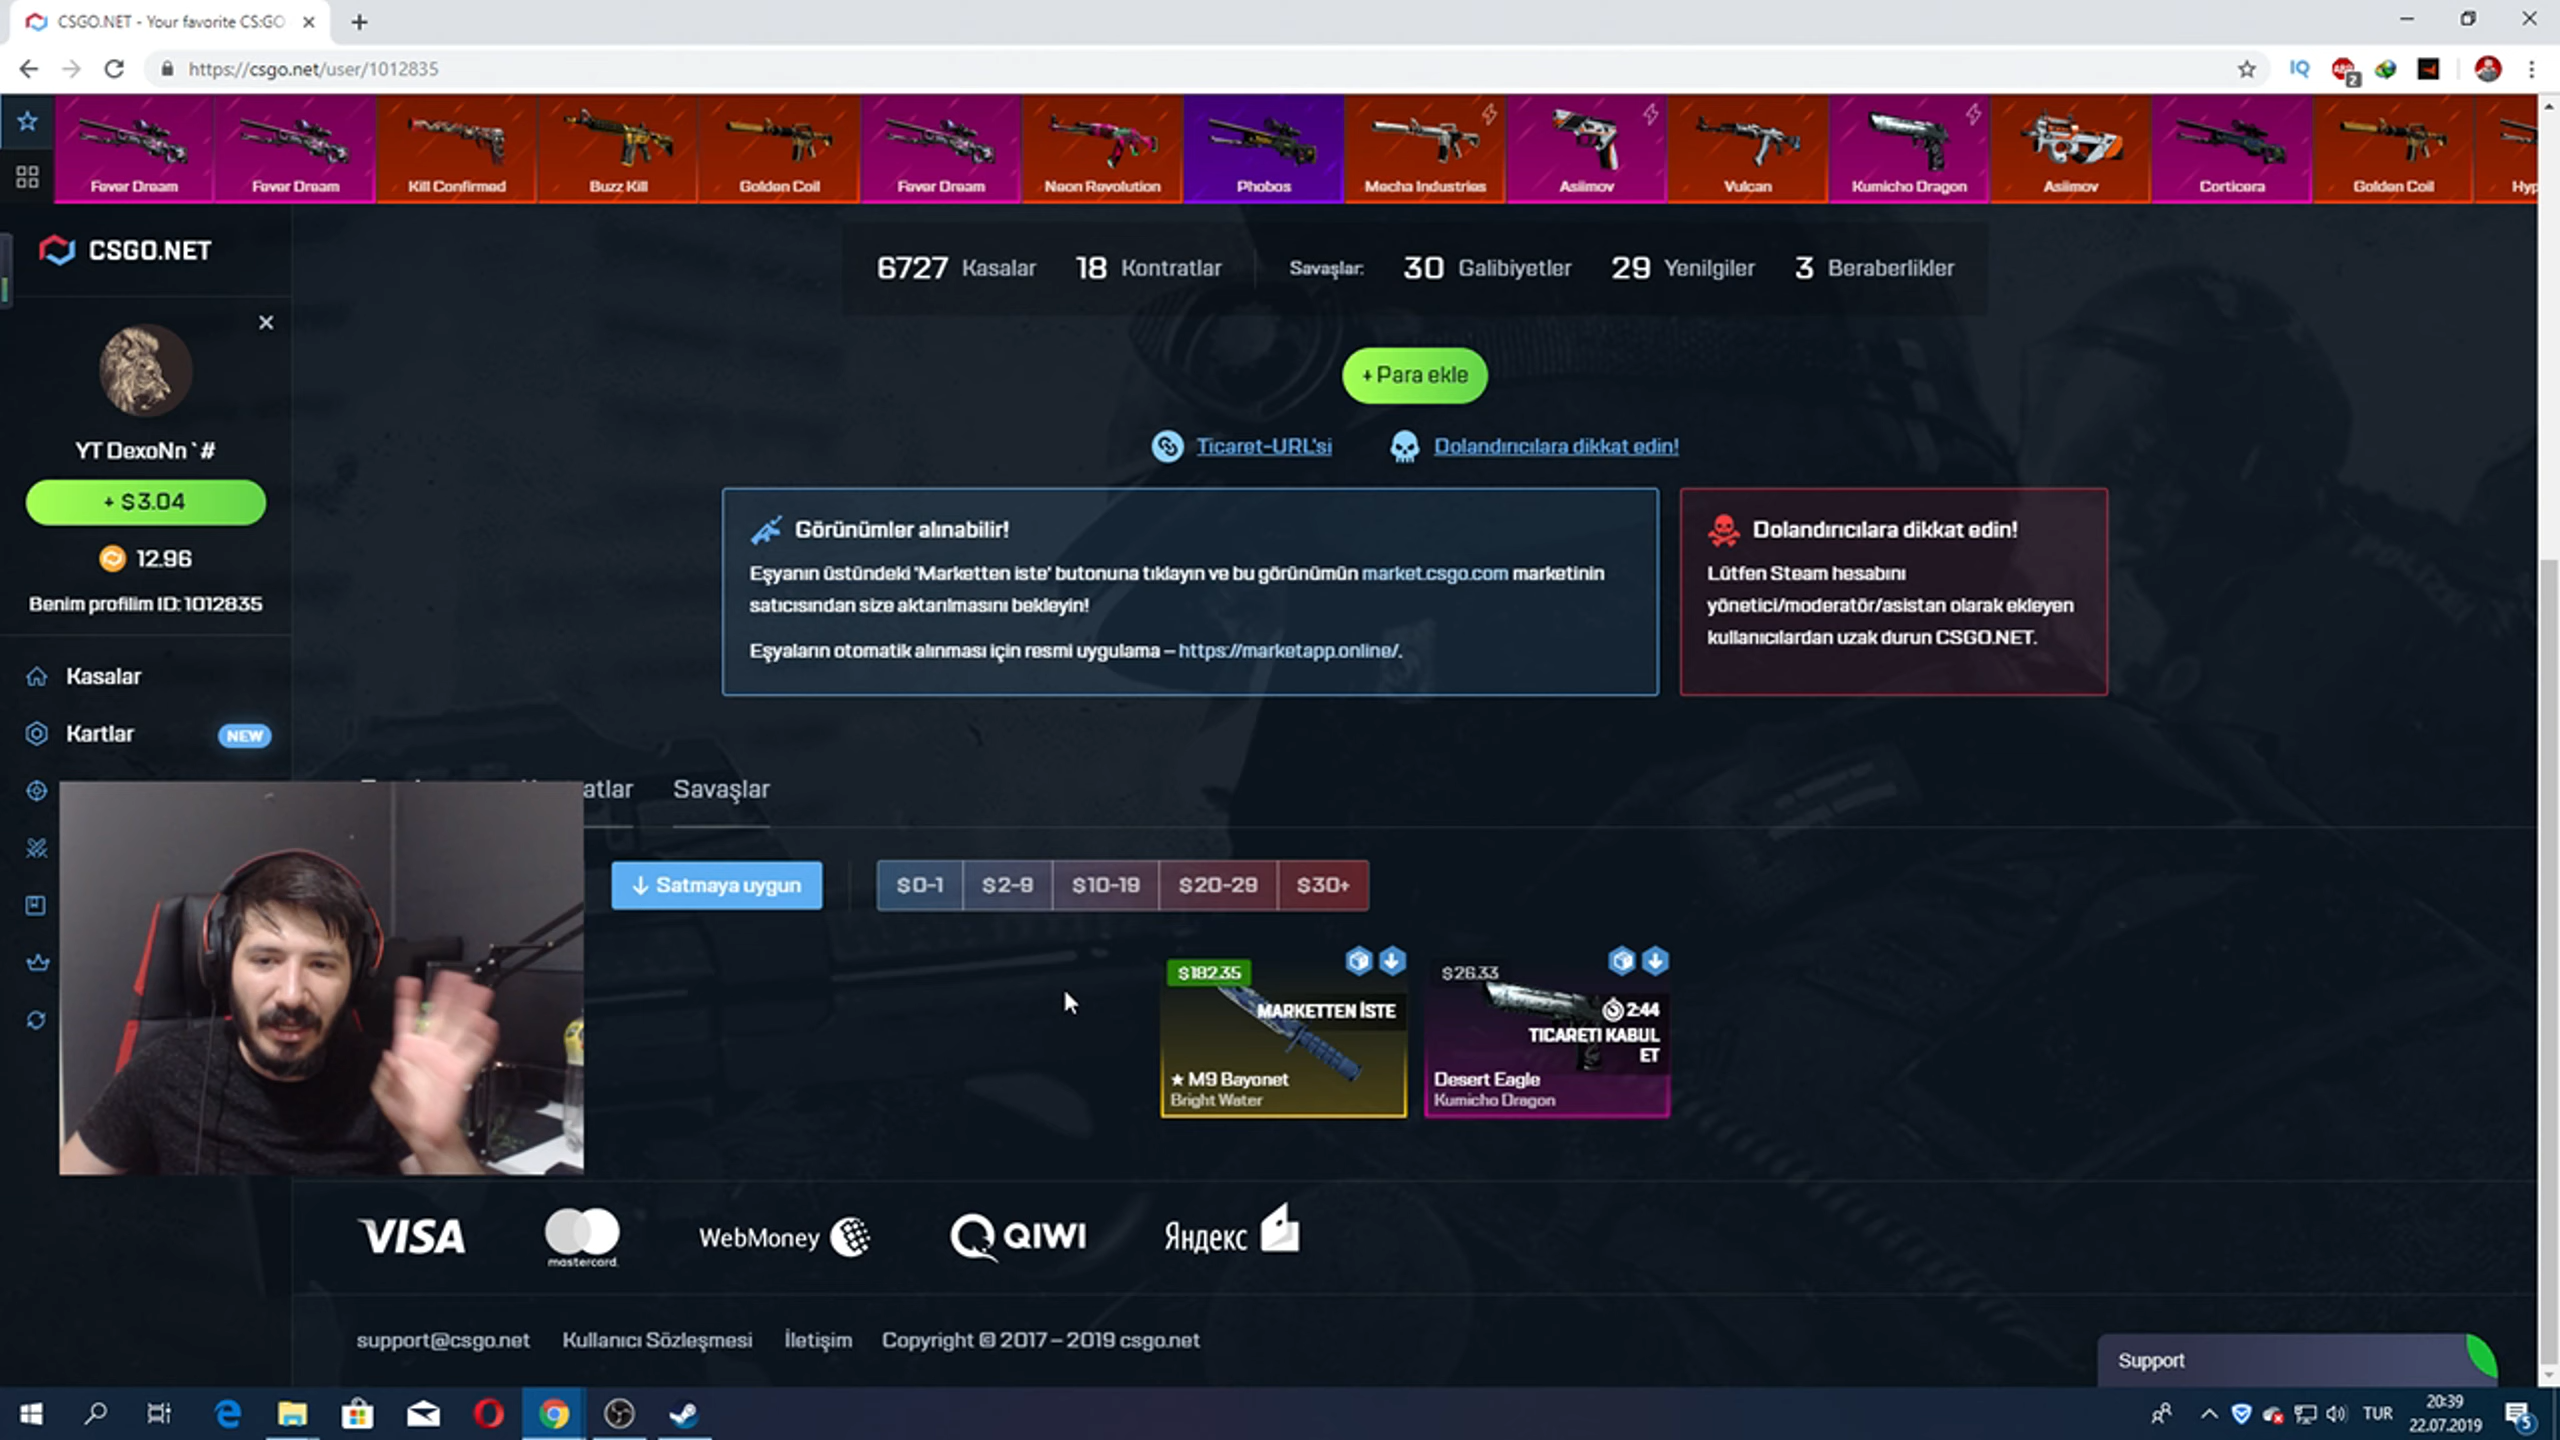 CSGO.NET - Your favorite CS:GO
https://csgo.net/user/1012835
IQ
ABP
2
Fever Dream
Fever Dream
Kill Confirmed
Buzz Kill
Golden Coil
Fever Dream
Neon Revolution
Phobos
Mecha Industries
Asiimov
Vulcan
Kumicho Dragon
Asiimov
Corticera
Golden Coil
Hyp
CSGO.NET
6727 Kasalar
18 Kontratlar
Savaşlar:
30 Galibiyetler
29 Yenilgiler
3 Beraberlikler
+ Para ekle
Ticaret-URL'si
Dolandırıcılara dikkat edin!
YT DexoNn`#
+ $3.04
12.96
Benim profilim ID: 1012835
Görünümler alınabilir!
Eşyanın üstündeki 'Marketten iste' butonuna tıklayın ve bu görünümün market.csgo.com marketinin
satıcısından size aktarılmasını bekleyin!
Eşyaların otomatik alınması için resmi uygulama – https://marketapp.online/.
Dolandırıcılara dikkat edin!
Lütfen Steam hesabını
yönetici/moderatör/asistan olarak ekleyen
kullanıcılardan uzak durun CSGO.NET.
Kasalar
Kartlar
NEW
atlar
Savaşlar
Satmaya uygun
$0-1
$2-9
$10-19
$20-29
$30+
$182.35
MARKETTEN İSTE
★ M9 Bayonet
Bright Water
$26.33
2:44
TICARETI KABUL
ET
Desert Eagle
Kumicho Dragon
VISA
mastercard.
WebMoney
QIWI
Яндекс
support@csgo.net
Kullanıcı Sözleşmesi
İletişim
Copyright © 2017 – 2019 csgo.net
Support
TUR
20:39
22.07.2019
5